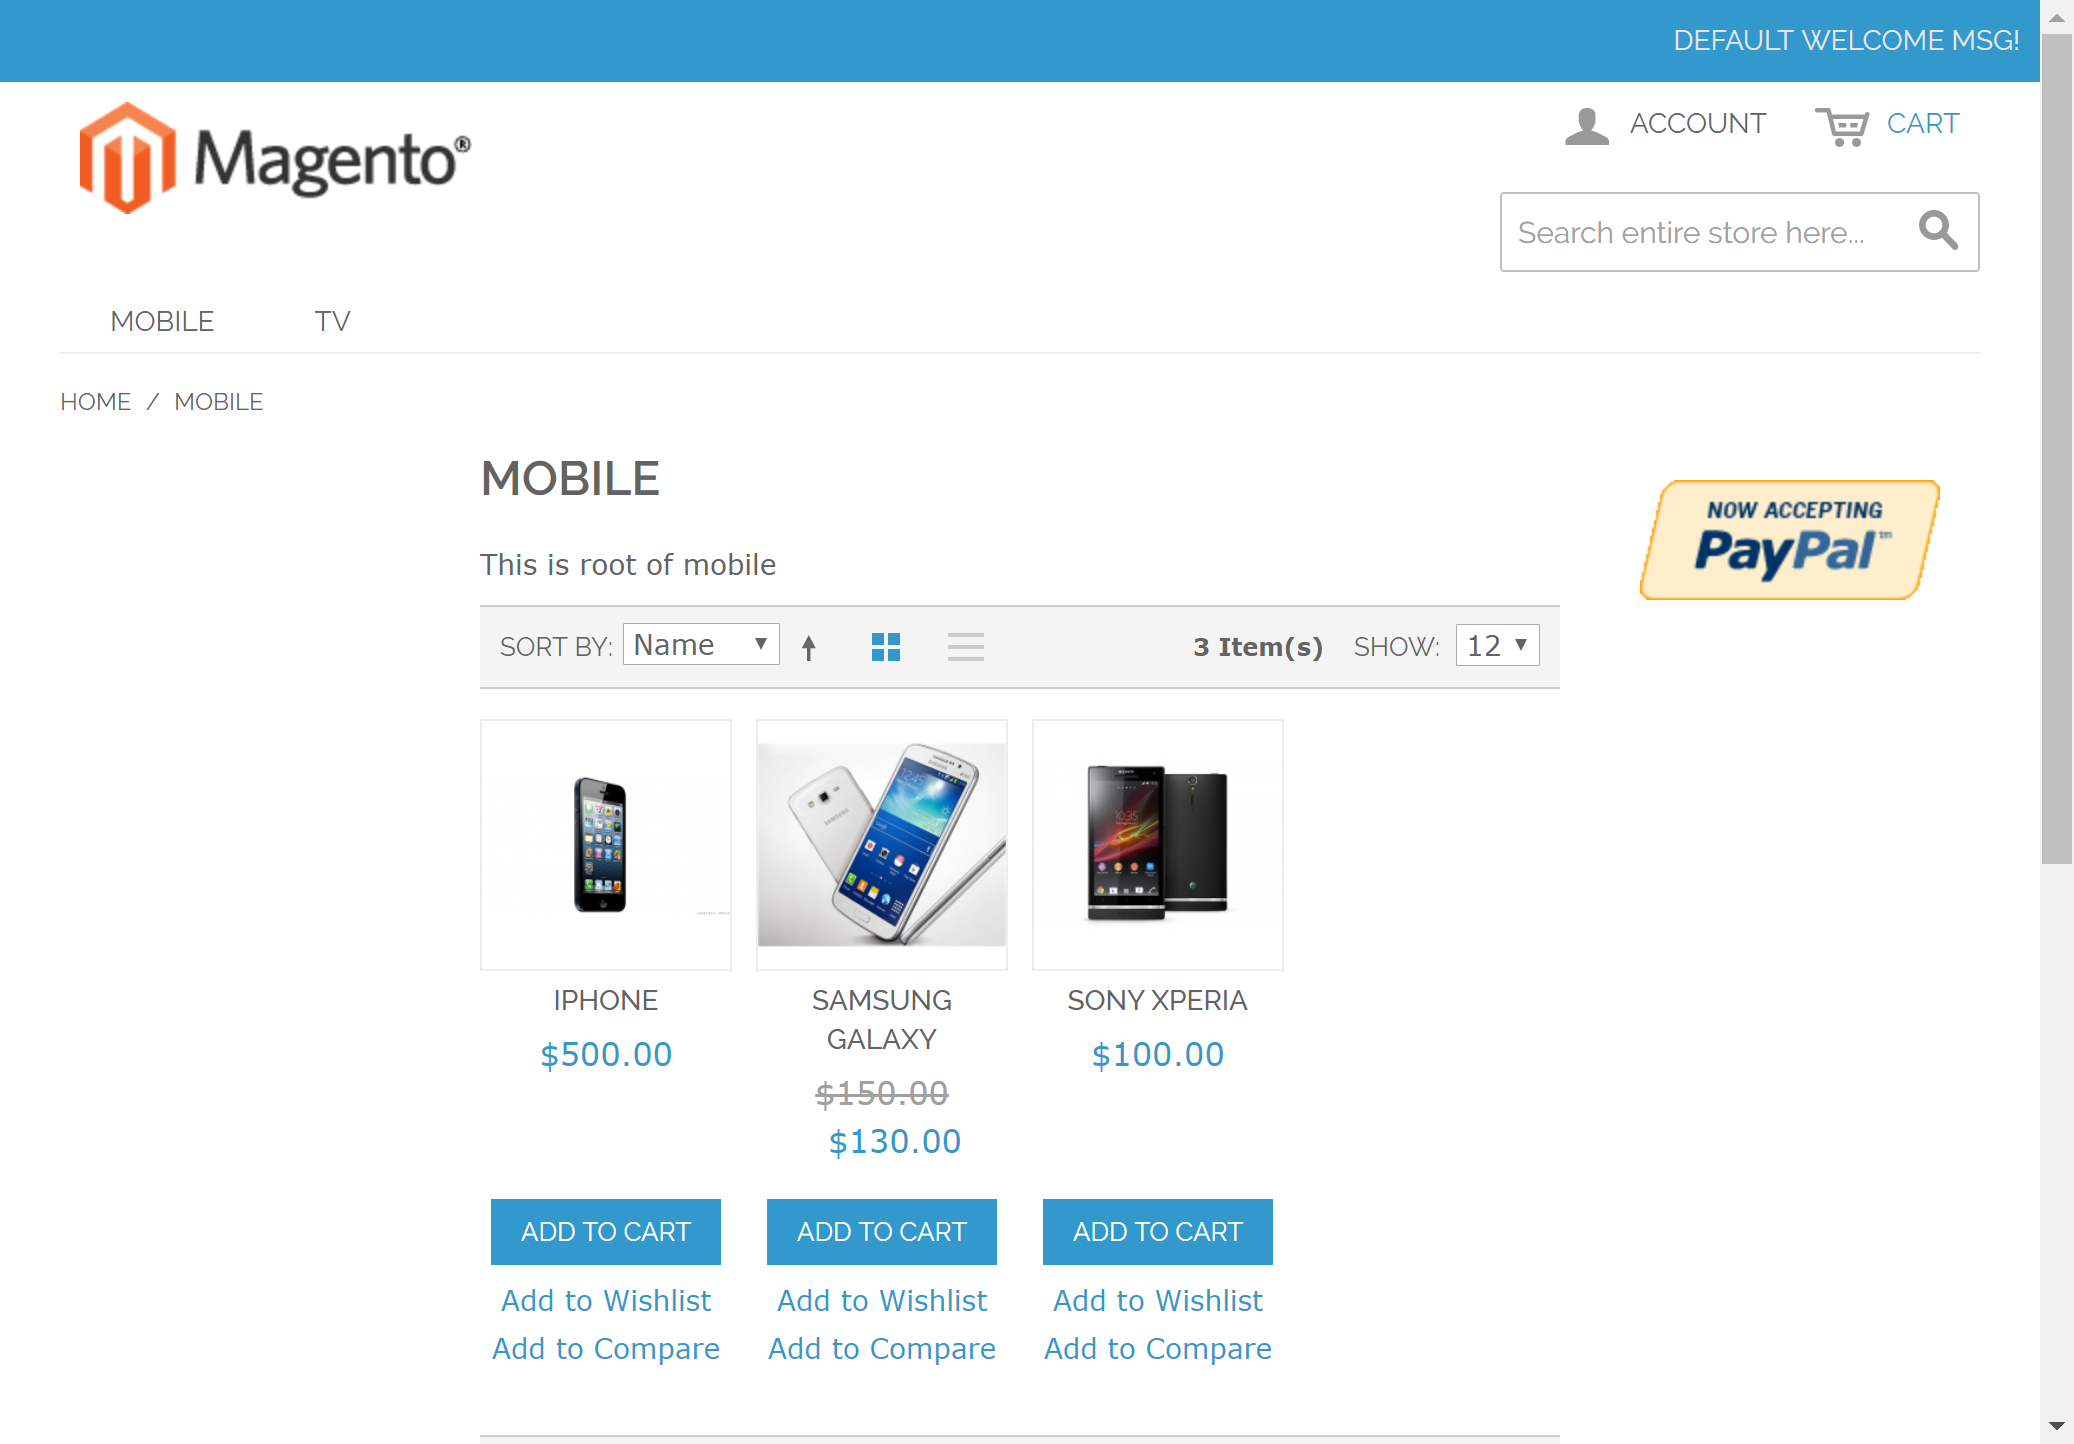 DEFAULT WELCOME MSG!
Magento®
ACCOUNT
CART
Search entire store here...
MOBILE
TV
HOME / MOBILE
MOBILE
NOW ACCEPTING
PayPal™
This is root of mobile
SORT BY: Name
3 Item(s)
SHOW: 12
IPHONE
$500.00
SAMSUNG
GALAXY
$150.00
$130.00
SONY XPERIA
$100.00
ADD TO CART
ADD TO CART
ADD TO CART
Add to Wishlist
Add to Wishlist
Add to Wishlist
Add to Compare
Add to Compare
Add to Compare